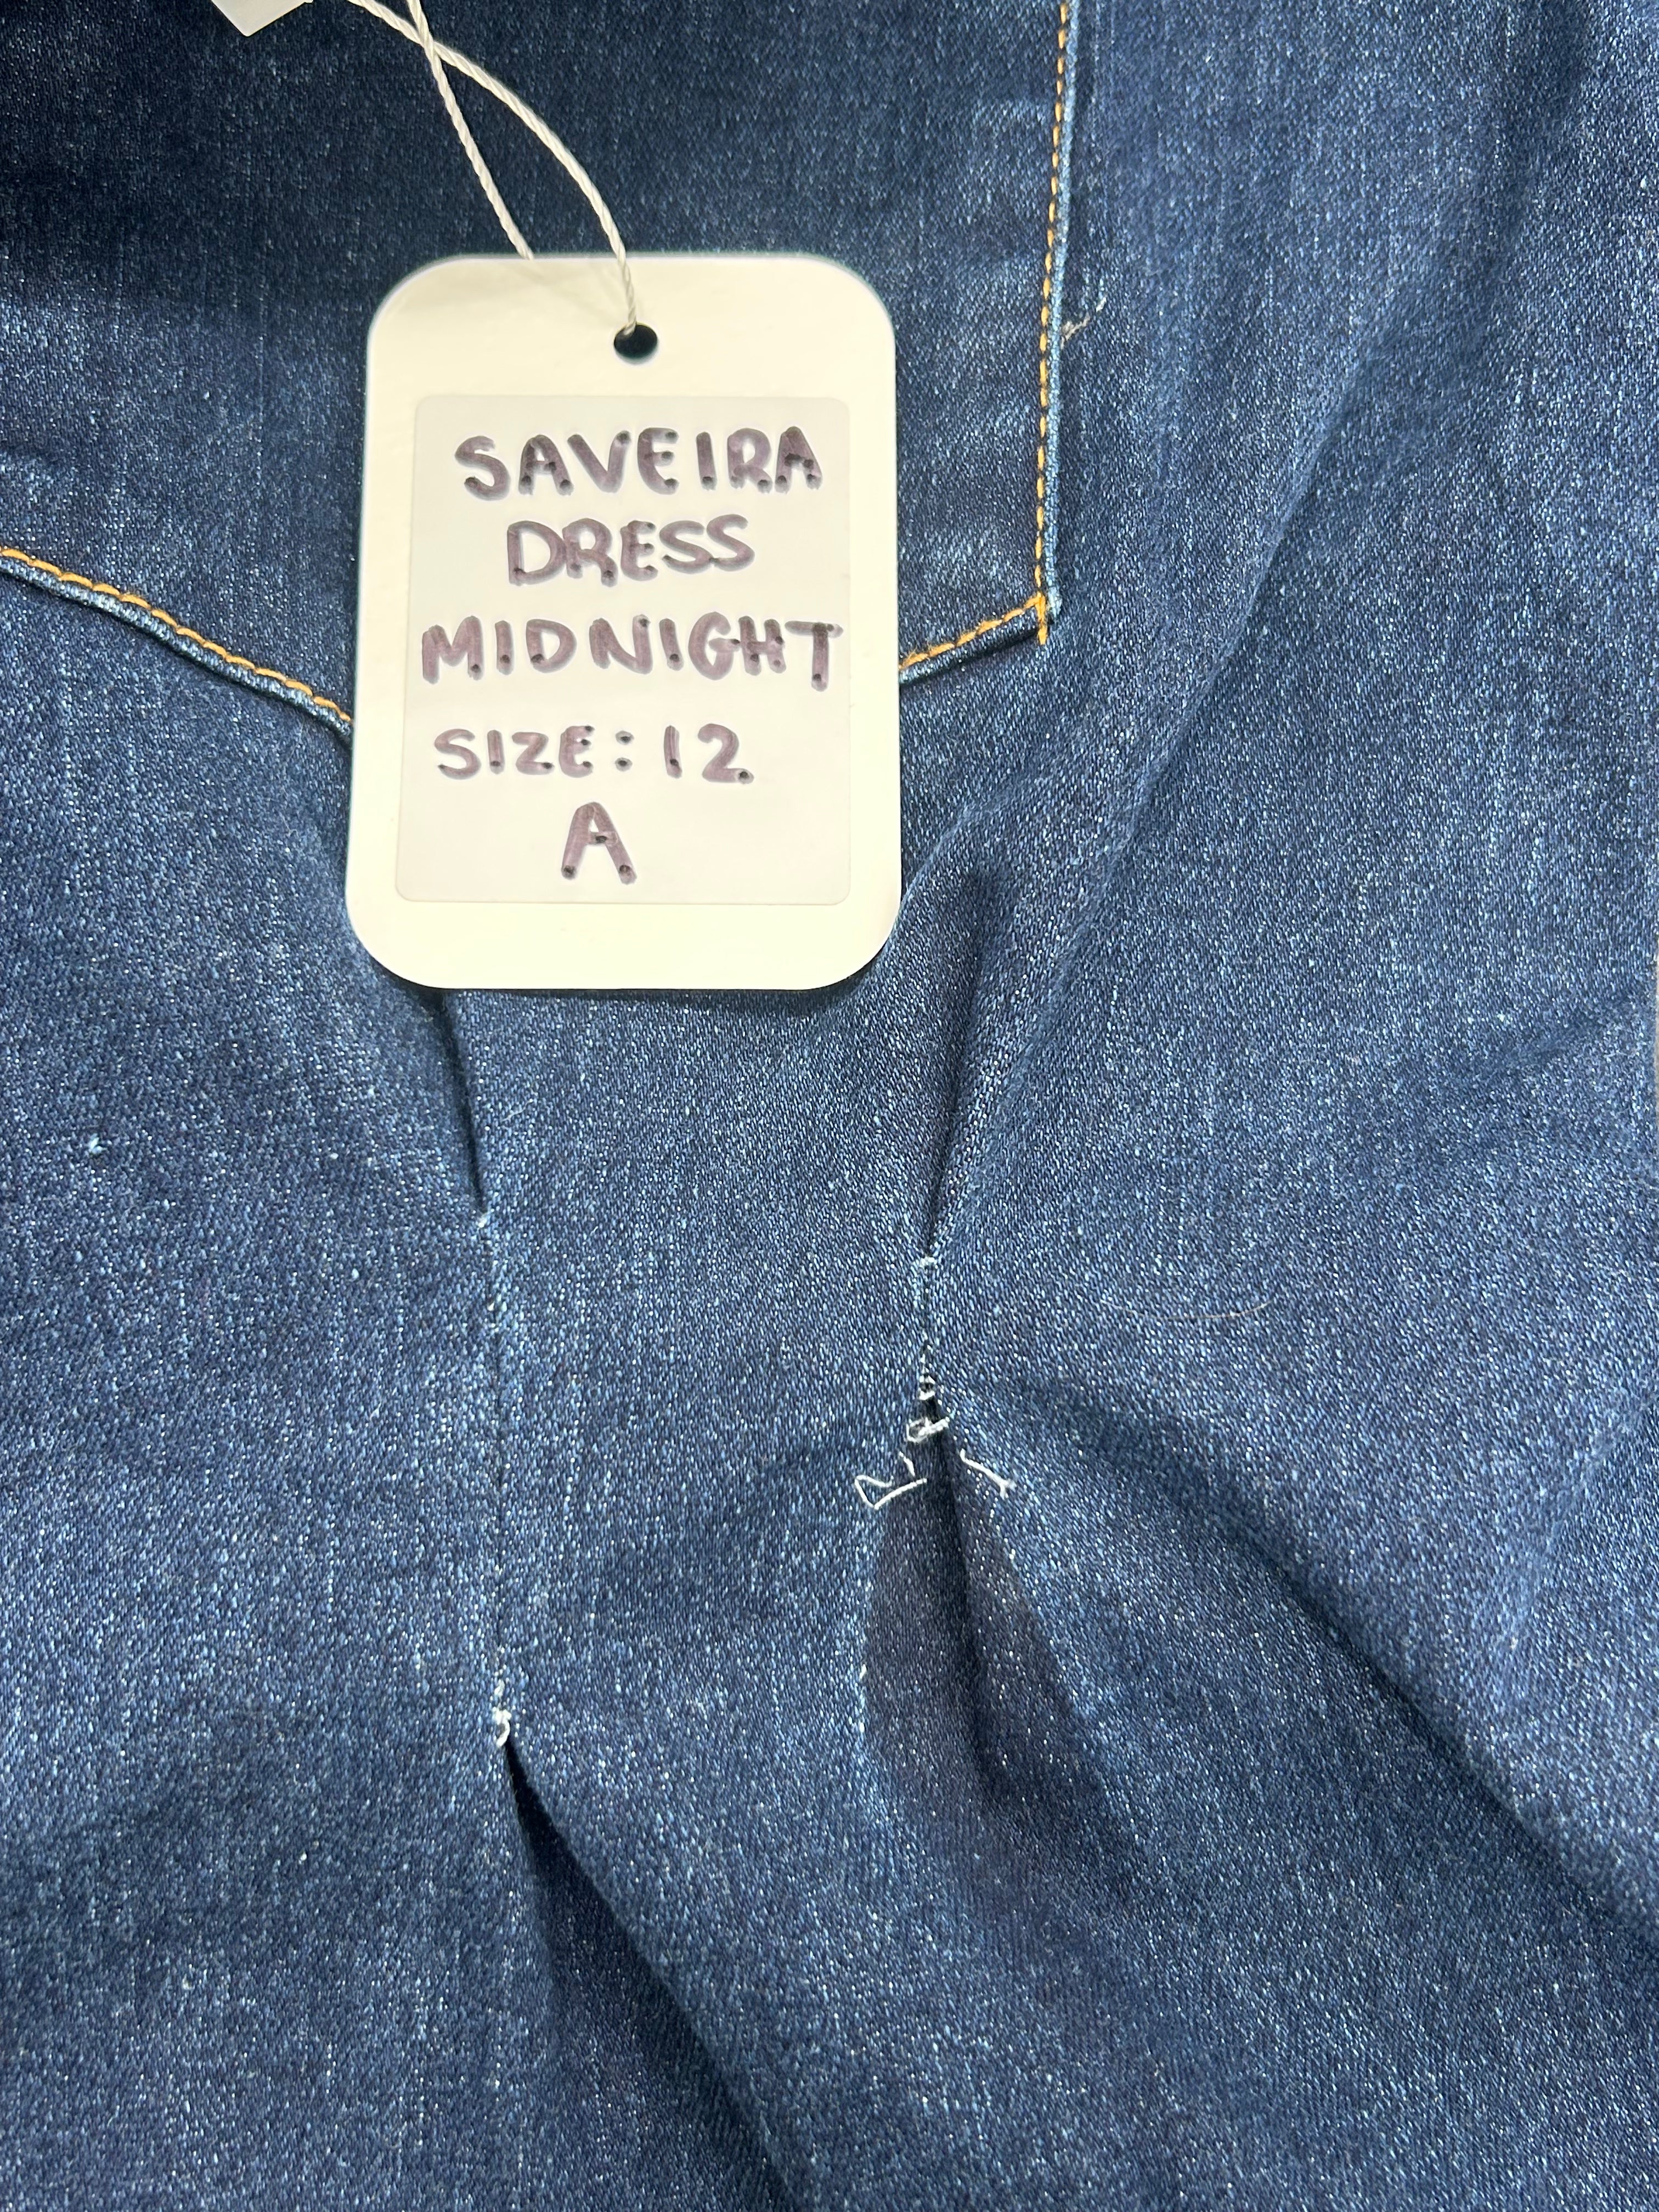 SAVEIRA
DRESS
MIDNIGHT
SIZE: 12
A